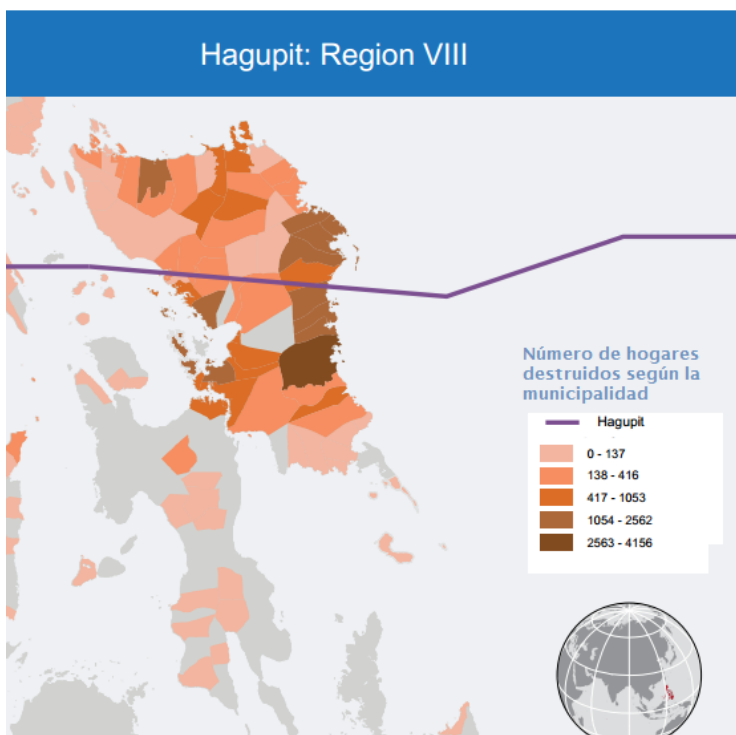 Hagupit: Region VIII
Número de hogares
destruidos según la
municipalidad
Hagupit
0 - 137
138 - 416
417 - 1053
1054 - 2562
2563 - 4156